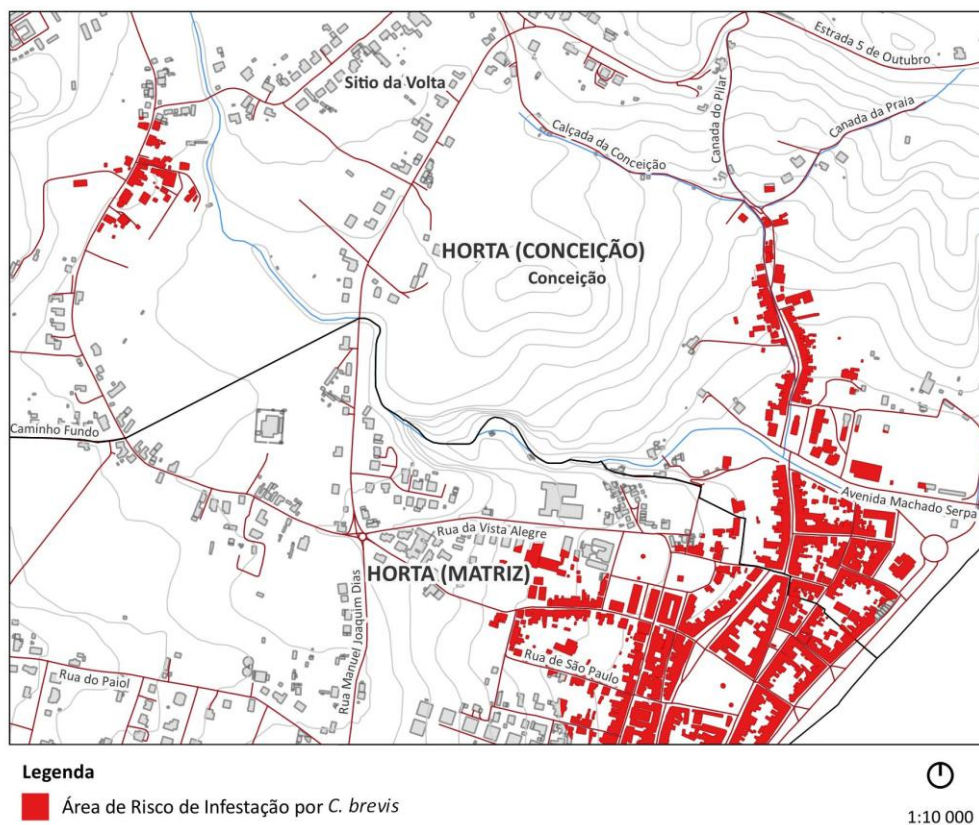 Estrada 5 de Outubro
Sitio da Volta
Canada do Pilar
Canada da Praia
Calçada da Conceição
HORTA (CONCEIÇÃO)
Conceição
Caminho Fundo
Avenida Machado Serpa
Rua da Vista Alegre
HORTA (MATRIZ)
Rua Manuel Joaquim Dias
Rua de São Paulo
Rua do Paiol
Legenda
Área de Risco de Infestação por C. brevis
1:10 000